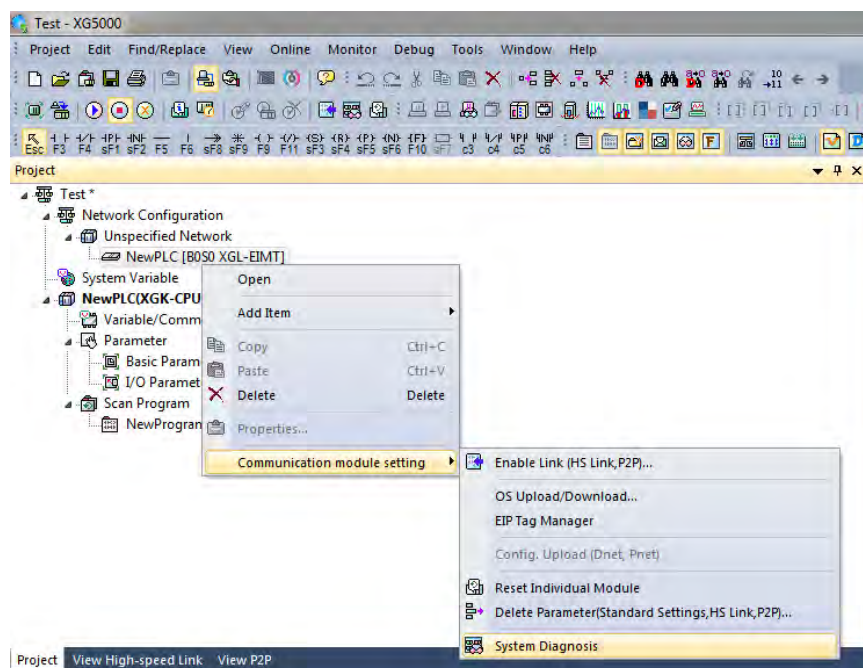 Test - XG5000
Project Edit Find/Replace View Online Monitor Debug Tools Window Help
Esc F3 F4 sF1 sF2 F5 F6 sF8 sF9 F9 F11 sF3 sF4 sF5 sF6 F10 sF7 c3 c4 c5 c6
Project
Test *
Network Configuration
Unspecified Network
NewPLC [B0S0 XGL-EIMT]
System Variable
NewPLC(XGK-CPU
Variable/Comm
Parameter
Basic Param
I/O Paramet
Scan Program
NewProgran
Open
Add Item
Copy Ctrl+C
Paste Ctrl+V
Delete Delete
Properties...
Communication module setting
Enable Link (HS Link,P2P)...
OS Upload/Download...
EIP Tag Manager
Config. Upload (Dnet, Pnet)
Reset Individual Module
Delete Parameter(Standard Settings,HS Link,P2P)...
System Diagnosis
Project View High-speed Link View P2P